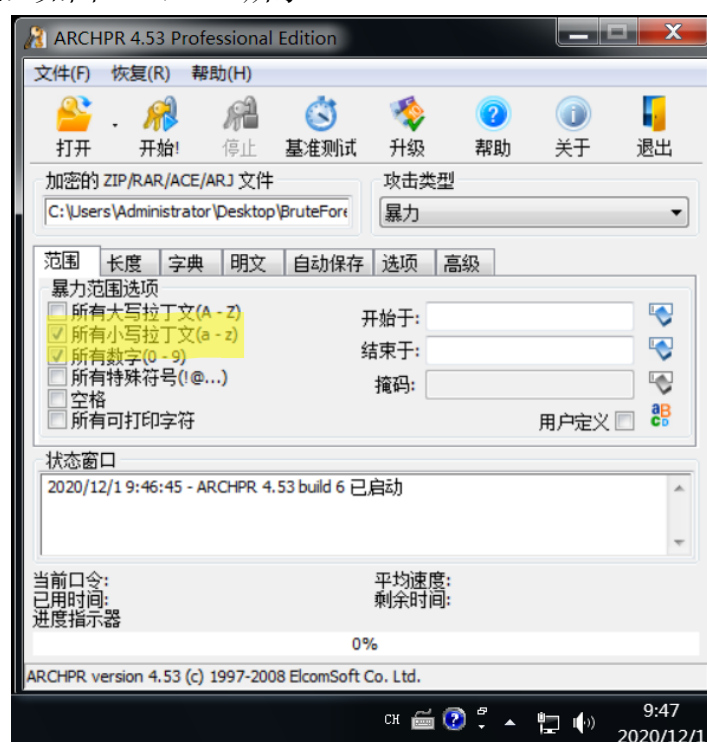 ARCHPR 4.53 Professional Edition
文件(F) 恢复(R) 帮助(H)
打开 开始! 停止 基准测试 升级 帮助 关于 退出
加密的 ZIP/RAR/ACE/ARJ 文件 攻击类型
C:\Users\Administrator\Desktop\BruteFore 暴力
范围 长度 字典 明文 自动保存 选项 高级
暴力范围选项
所有大写拉丁文(A - Z) 开始于:
所有小写拉丁文(a - z)
所有数字(0 - 9) 结束于:
所有特殊符号(!@...) 掩码:
空格
所有可打印字符 用户定义
状态窗口
2020/12/1 9:46:45 - ARCHPR 4.53 build 6 已启动
当前口令: 平均速度:
已用时间: 剩余时间:
进度指示器
0%
ARCHPR version 4.53 (c) 1997-2008 ElcomSoft Co. Ltd.
CH 9:47
2020/12/1